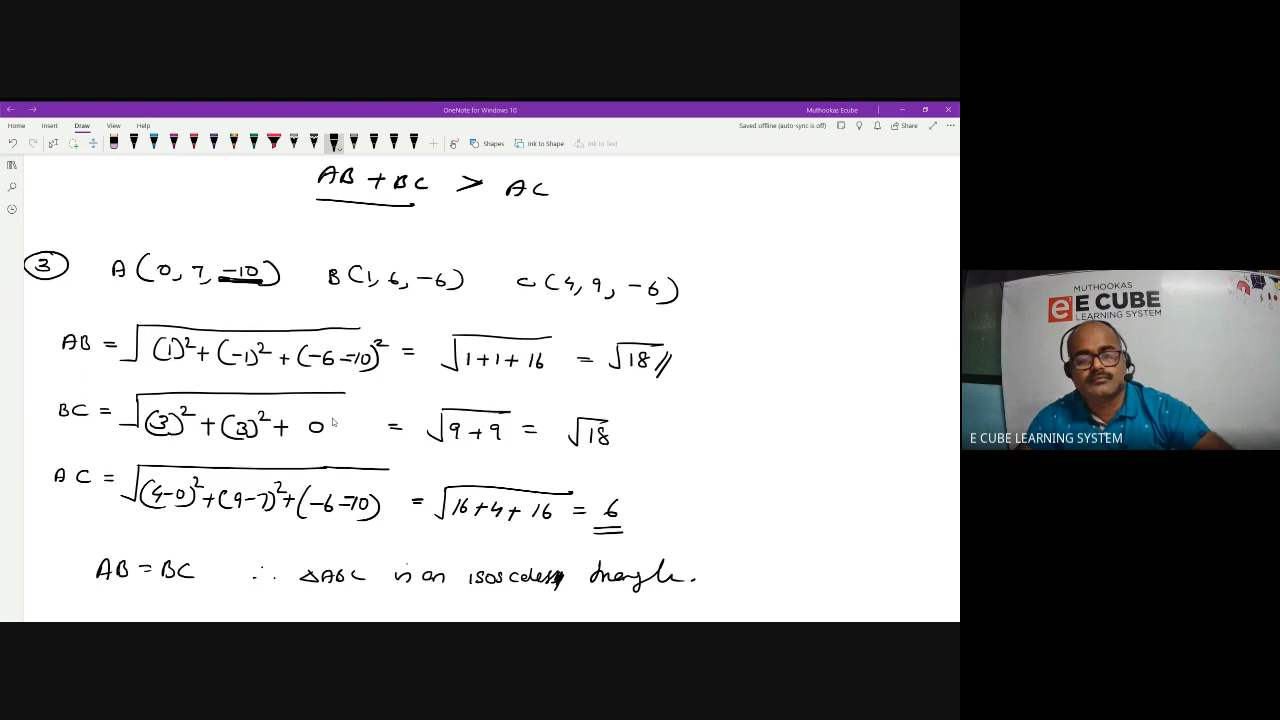 OneNote for Windows 10
Muthookas Ecube
Home Insert Draw View Help
Saved offline (auto-sync is off) Share
Shapes Ink to Shape Ink to Text
AB + BC > AC
3 A (0, 7, -10) B (1, 6, -6) C (4, 9, -6)
AB = √(1)² + (-1)² + (-6 - -10)² = √1 + 1 + 16 = √18 //
BC = √(3)² + (3)² + 0 = √9 + 9 = √18
AC = √(4-0)² + (9-7)² + (-6 - -10) = √16 + 4 + 16 = 6
AB = BC ∴ △ABC is an isosceles triangle.
MUTHOOKAS
e E CUBE
LEARNING SYSTEM
E CUBE LEARNING SYSTEM